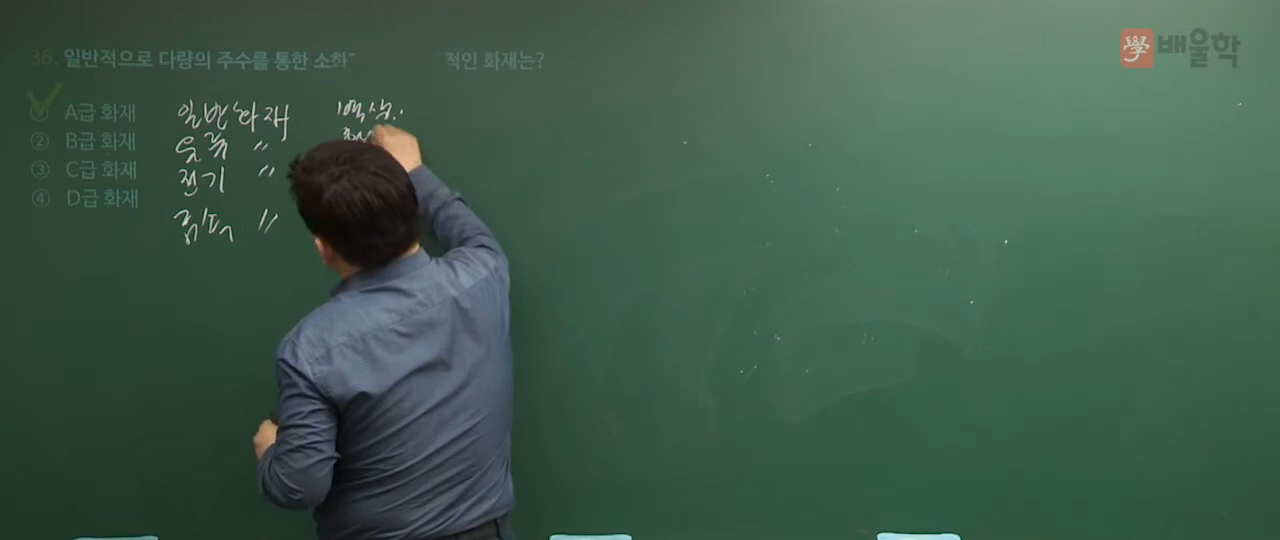 36. 일반적으로 다량의 주수를 통한 소화 적인 화재는?
배울학
A급 화재 일반화재 백색
② B급 화재 유류 〃
③ C급 화재 전기 〃
④ D급 화재 금속 〃